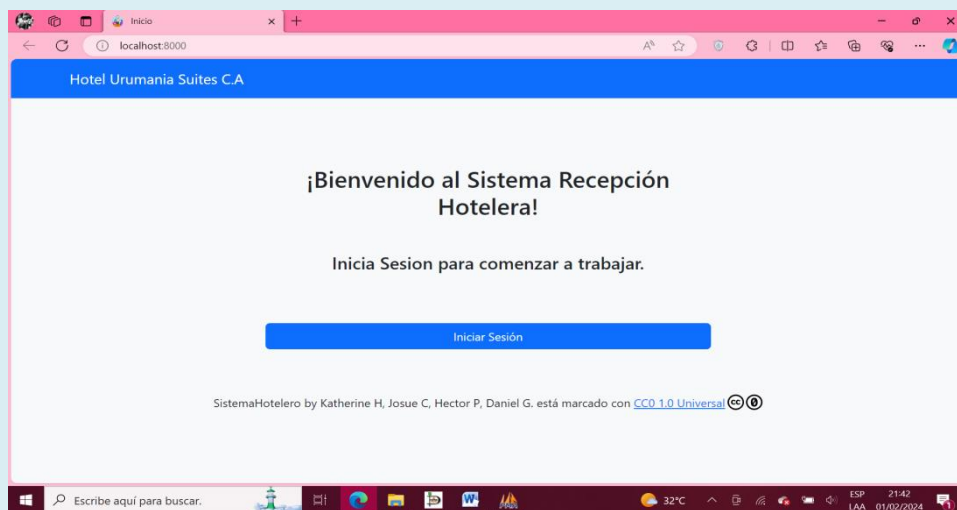 Inicio
localhost:8000
Hotel Urumania Suites C.A
¡Bienvenido al Sistema Recepción
Hotelera!
Inicia Sesion para comenzar a trabajar.
Iniciar Sesión
SistemaHotelero by Katherine H, Josue C, Hector P, Daniel G. está marcado con CC0 1.0 Universal
Escribe aquí para buscar.
32°C
ESP
LAA
21:42
01/02/2024